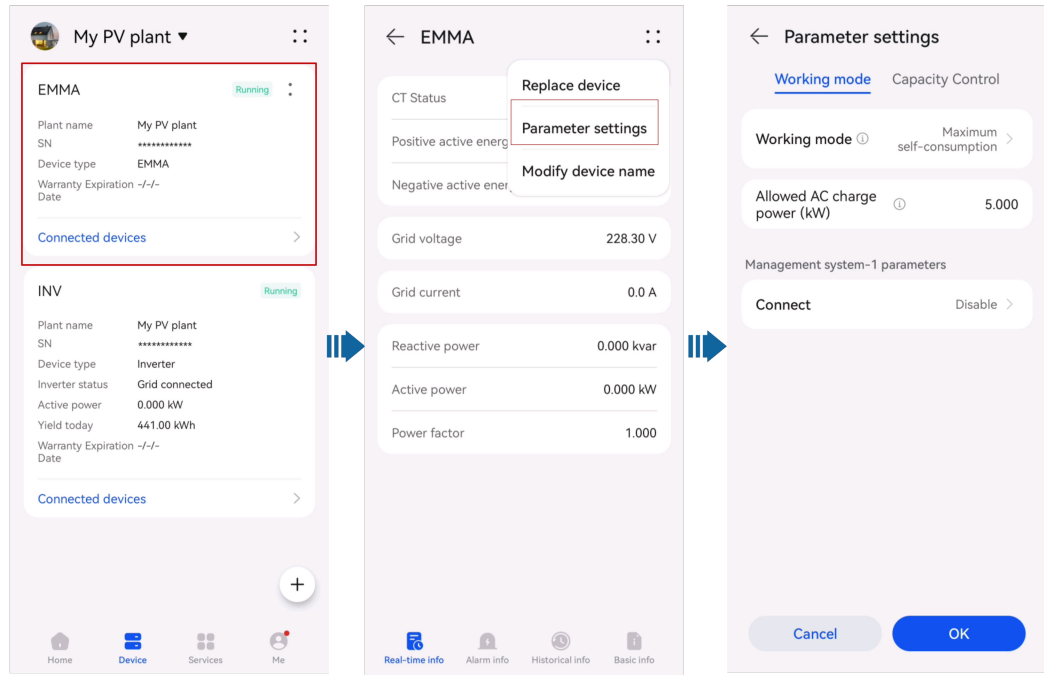 My PV plant
EMMA
Running
Plant name My PV plant
SN ************
Device type EMMA
Warranty Expiration -/-/-
Date
Connected devices
INV
Running
Plant name My PV plant
SN ************
Device type Inverter
Inverter status Grid connected
Active power 0.000 kW
Yield today 441.00 kWh
Warranty Expiration -/-/-
Date
Connected devices
Home Device Services Me
EMMA
Replace device
Parameter settings
Modify device name
CT Status
Positive active energ
Negative active ener
Grid voltage 228.30 V
Grid current 0.0 A
Reactive power 0.000 kvar
Active power 0.000 kW
Power factor 1.000
Real-time info Alarm info Historical info Basic info
Parameter settings
Working mode Capacity Control
Working mode Maximum
self-consumption
Allowed AC charge
power (kW) 5.000
Management system-1 parameters
Connect Disable
Cancel OK